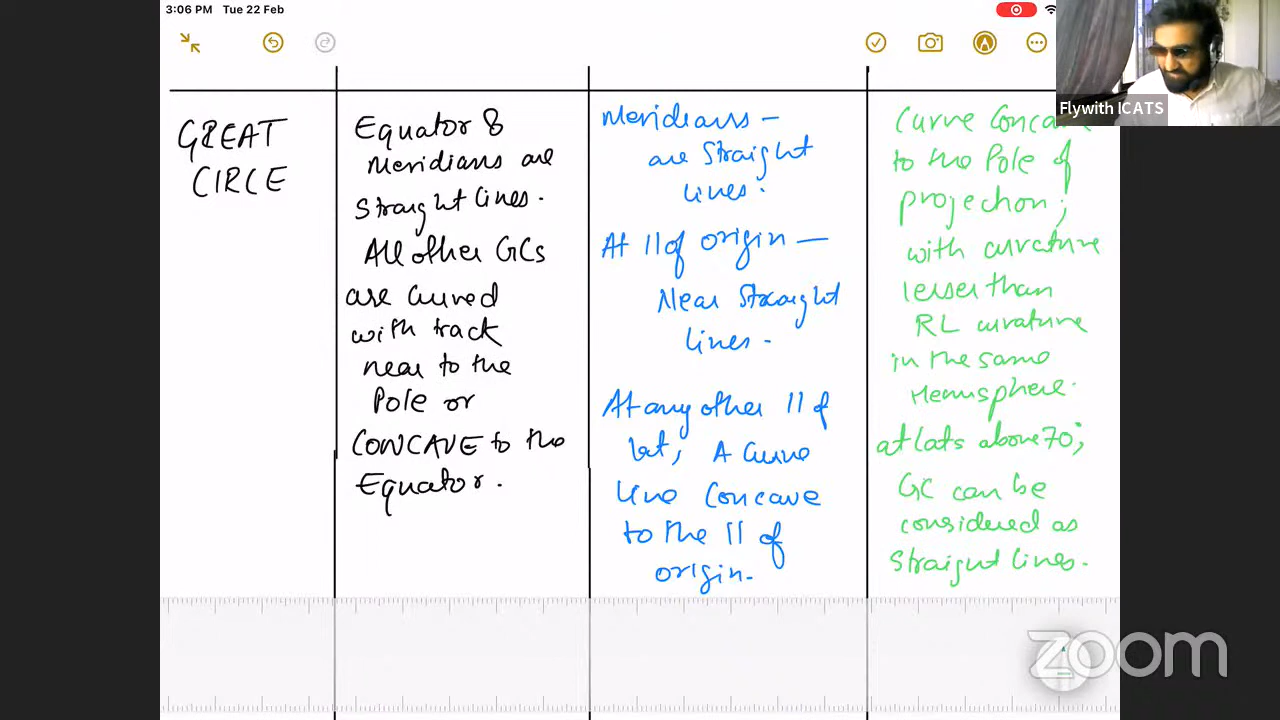 3:06 PM Tue 22 Feb
Flywith ICATS
GREAT
CIRCE
Equator &
Meridians are
Straight lines.
All other GCs
are curved
with track
near to the
Pole or
CONCAVE to the
Equator.
Meridians –
are Straight
lines.
At || of origin —
Near Straight
lines.
At any other || of
lat, A curve
line Concave
to the || of
origin.
Curve Conca
to the Pole of
projection;
with curvature
lesser than
RL curvature
in the same
Hemisphere.
at lats above 70;
GC can be
considered as
Straight lines.
zoom